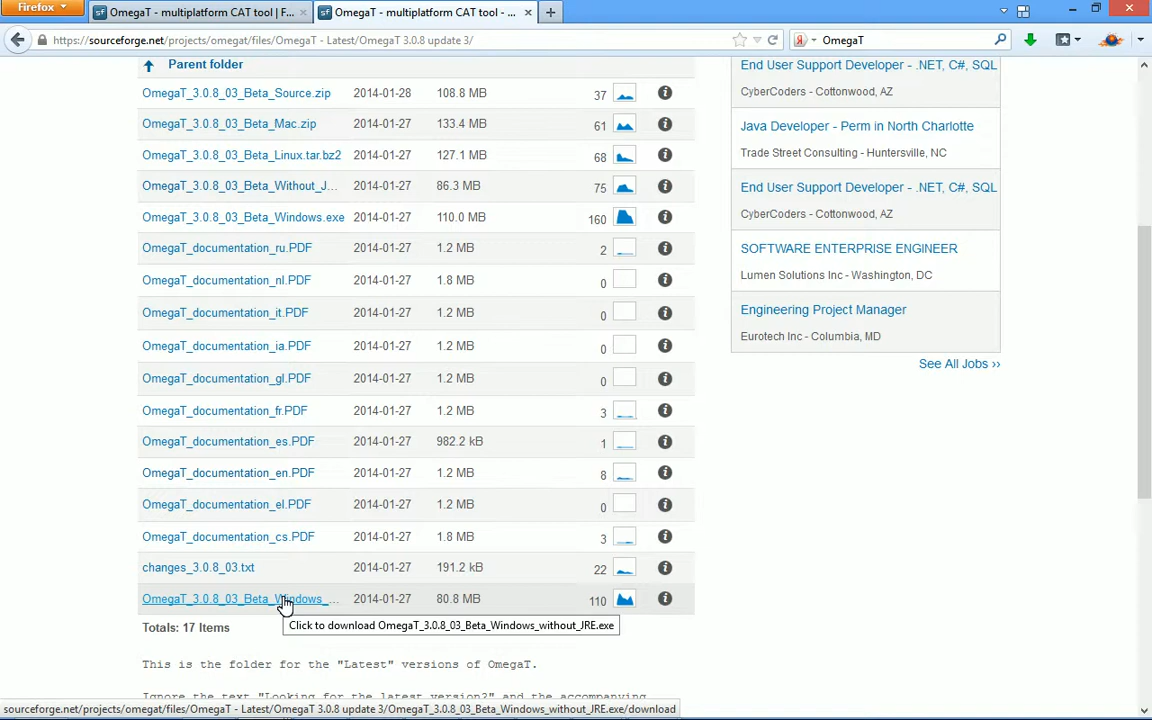 Firefox
OmegaT - multiplatform CAT tool | F...
OmegaT - multiplatform CAT tool - ...
https://sourceforge.net/projects/omegat/files/OmegaT - Latest/OmegaT 3.0.8 update 3/
OmegaT
Parent folder
OmegaT_3.0.8_03_Beta_Source.zip 2014-01-28 108.8 MB 37
OmegaT_3.0.8_03_Beta_Mac.zip 2014-01-27 133.4 MB 61
OmegaT_3.0.8_03_Beta_Linux.tar.bz2 2014-01-27 127.1 MB 68
OmegaT_3.0.8_03_Beta_Without_J... 2014-01-27 86.3 MB 75
OmegaT_3.0.8_03_Beta_Windows.exe 2014-01-27 110.0 MB 160
OmegaT_documentation_ru.PDF 2014-01-27 1.2 MB 2
OmegaT_documentation_nl.PDF 2014-01-27 1.8 MB 0
OmegaT_documentation_it.PDF 2014-01-27 1.2 MB 0
OmegaT_documentation_ia.PDF 2014-01-27 1.2 MB 0
OmegaT_documentation_gl.PDF 2014-01-27 1.2 MB 0
OmegaT_documentation_fr.PDF 2014-01-27 1.2 MB 3
OmegaT_documentation_es.PDF 2014-01-27 982.2 kB 1
OmegaT_documentation_en.PDF 2014-01-27 1.2 MB 8
OmegaT_documentation_el.PDF 2014-01-27 1.2 MB 0
OmegaT_documentation_cs.PDF 2014-01-27 1.8 MB 3
changes_3.0.8_03.txt 2014-01-27 191.2 kB 22
OmegaT_3.0.8_03_Beta_Windows_... 2014-01-27 80.8 MB 110
Click to download OmegaT_3.0.8_03_Beta_Windows_without_JRE.exe
Totals: 17 Items
This is the folder for the "Latest" versions of OmegaT.
Ignore the text "Looking for the latest version?" and the accompanying
End User Support Developer - .NET, C#, SQL
CyberCoders - Cottonwood, AZ
Java Developer - Perm in North Charlotte
Trade Street Consulting - Huntersville, NC
End User Support Developer - .NET, C#, SQL
CyberCoders - Cottonwood, AZ
SOFTWARE ENTERPRISE ENGINEER
Lumen Solutions Inc - Washington, DC
Engineering Project Manager
Eurotech Inc - Columbia, MD
See All Jobs ››
sourceforge.net/projects/omegat/files/OmegaT - Latest/OmegaT 3.0.8 update 3/OmegaT_3.0.8_03_Beta_Windows_without_JRE.exe/download